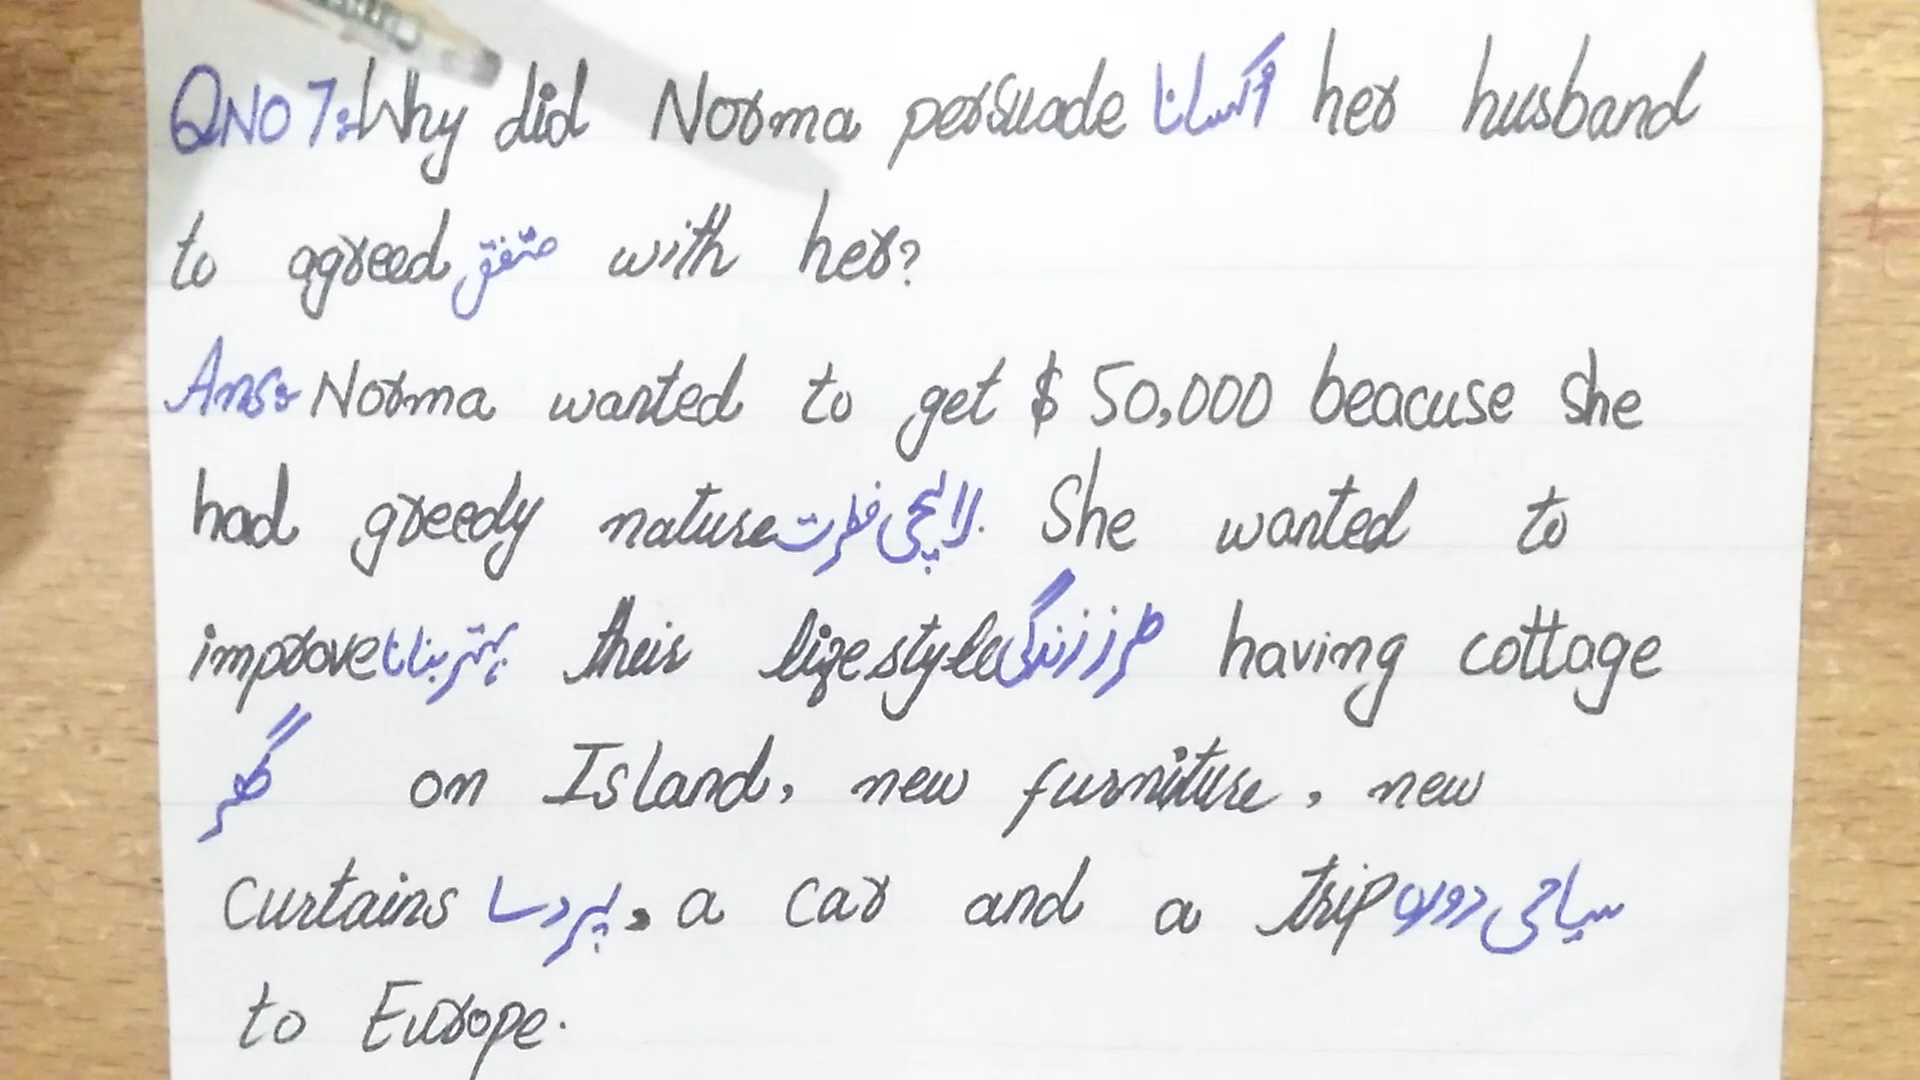 QNO 7: Why did Norma persuade اکسانا her husband
to agreed متفق with her?
Ans: Norma wanted to get $ 50,000 beacuse she
had greedy nature لالچی فطرت. She wanted to
improve بہتر بنانا their lifestyle طرز زندگی having cottage
گھر on Island, new furniture, new
curtains پردے, a car and a trip سیاحی دورہ
to Europe.